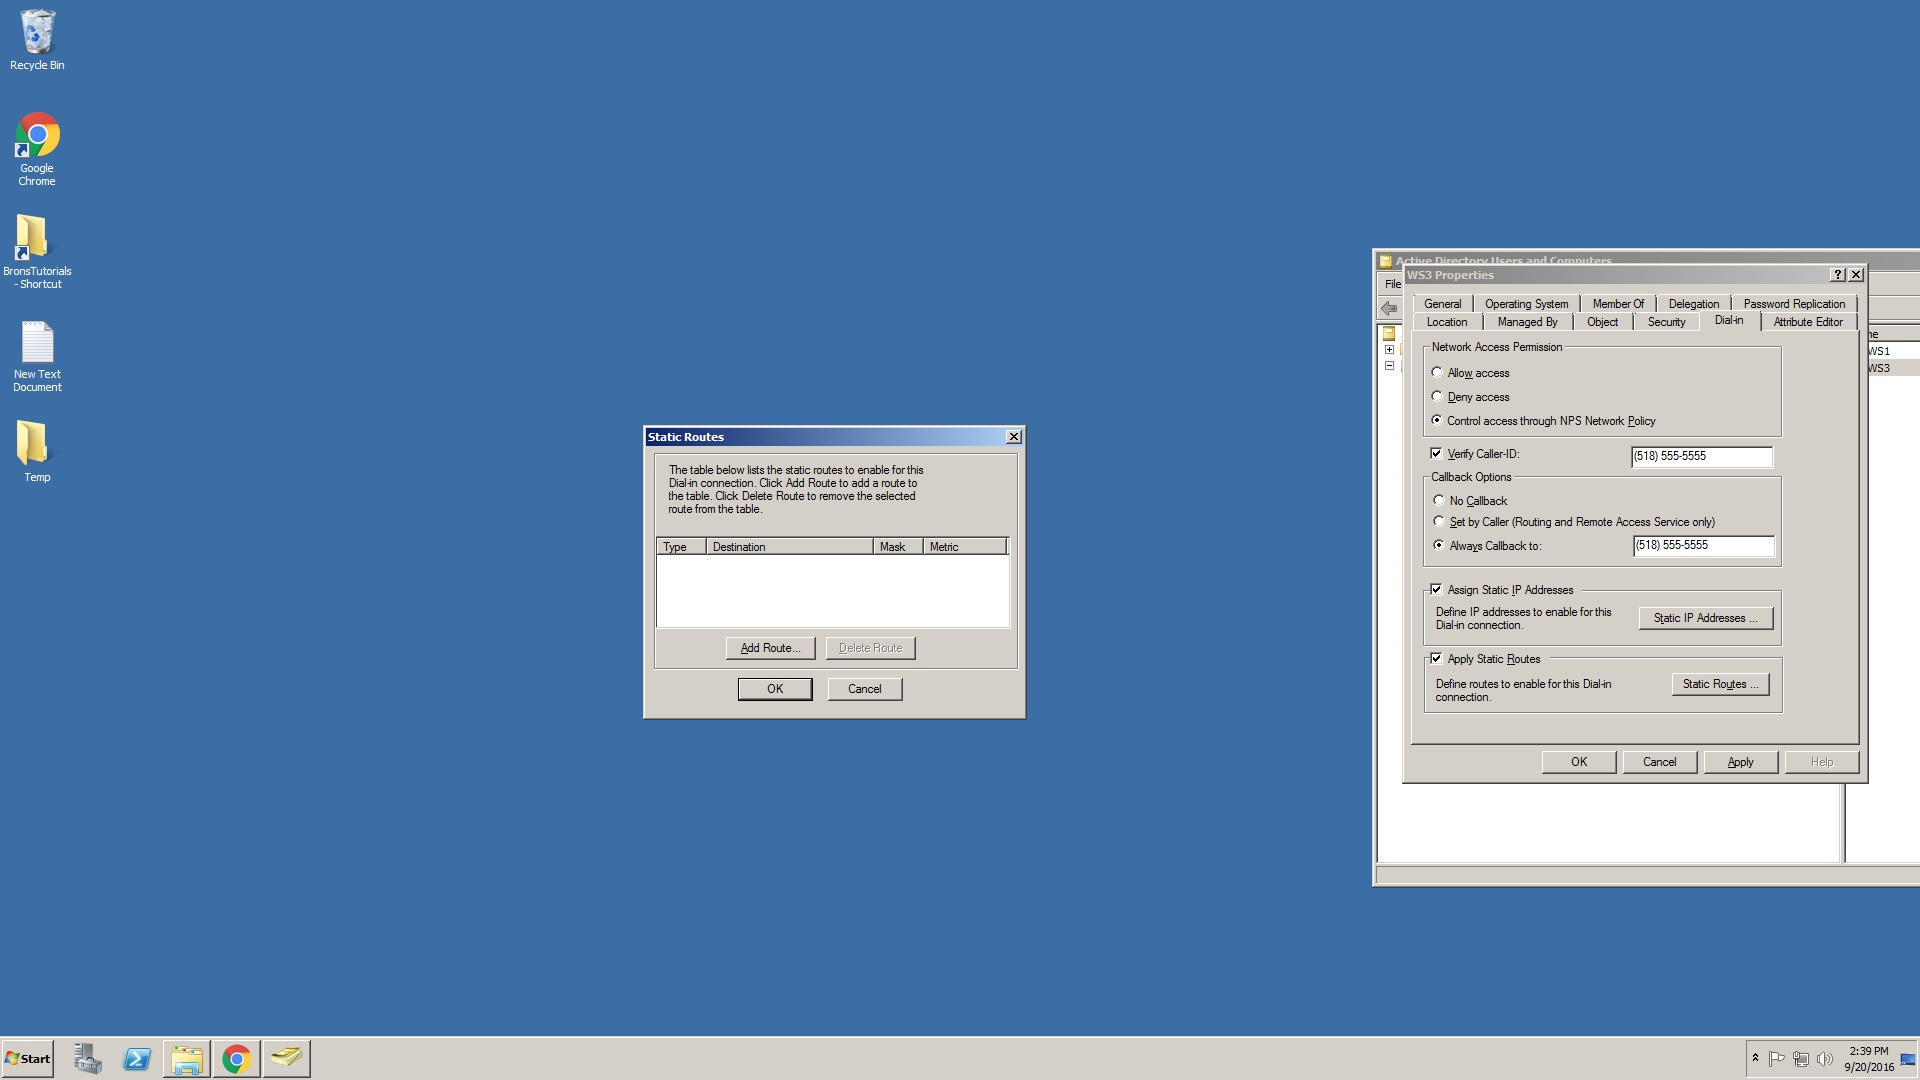 Recycle Bin
Google
Chrome
BronsTutorials
- Shortcut
New Text
Document
Temp
Static Routes
The table below lists the static routes to enable for this
Dial-in connection. Click Add Route to add a route to
the table. Click Delete Route to remove the selected
route from the table.
Type Destination Mask Metric
Add Route... Delete Route
OK Cancel
Active Directory Users and Computers
File
WS3 Properties
General Operating System Member Of Delegation Password Replication
Location Managed By Object Security Dial-in Attribute Editor
Network Access Permission
Allow access
Deny access
Control access through NPS Network Policy
Verify Caller-ID: (518) 555-5555
Callback Options
No Callback
Set by Caller (Routing and Remote Access Service only)
Always Callback to: (518) 555-5555
Assign Static IP Addresses
Define IP addresses to enable for this
Dial-in connection.
Static IP Addresses ...
Apply Static Routes
Define routes to enable for this Dial-in
connection.
Static Routes ...
OK Cancel Apply Help
WS1
WS3
Start
2:39 PM
9/20/2016